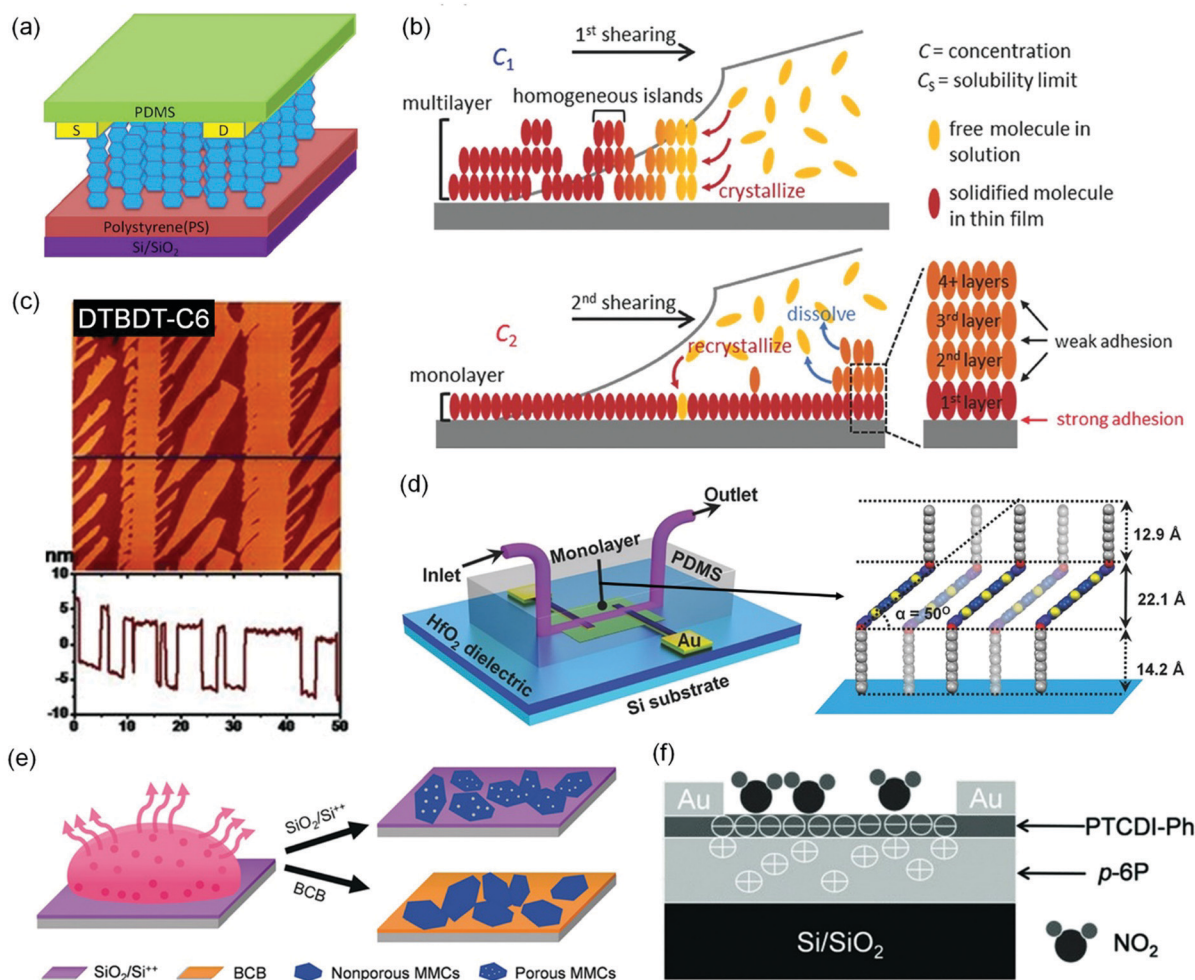 (a)
PDMS
S
D
Polystyrene(PS)
Si/SiO₂
(b)
C₁
1ˢᵗ shearing
multilayer
homogeneous islands
crystallize
C = concentration
Cₛ = solubility limit
free molecule in
solution
solidified molecule
in thin film
C₂
2ⁿᵈ shearing
dissolve
recrystallize
monolayer
4+ layers
3ʳᵈ layer
2ⁿᵈ layer
1ˢᵗ layer
weak adhesion
strong adhesion
(c)
DTBDT-C6
nm
10
5
0
-5
-10
0
10
20
30
40
50
(d)
Outlet
Monolayer
PDMS
Inlet
Au
HfO₂ dielectric
Si substrate
α = 50⁰
12.9 Å
22.1 Å
14.2 Å
(e)
SiO₂/Si⁺⁺
BCB
SiO₂/Si⁺⁺
BCB
Nonporous MMCs
Porous MMCs
(f)
Au
Au
PTCDI-Ph
p-6P
Si/SiO₂
NO₂